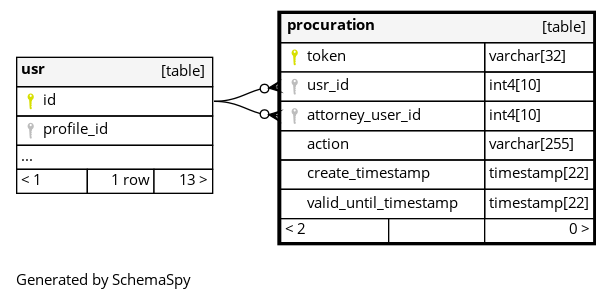 usr [table]
id
profile_id
...
< 1 1 row 13 >
procuration [table]
token varchar[32]
usr_id int4[10]
attorney_user_id int4[10]
action varchar[255]
create_timestamp timestamp[22]
valid_until_timestamp timestamp[22]
< 2 0 >
Generated by SchemaSpy